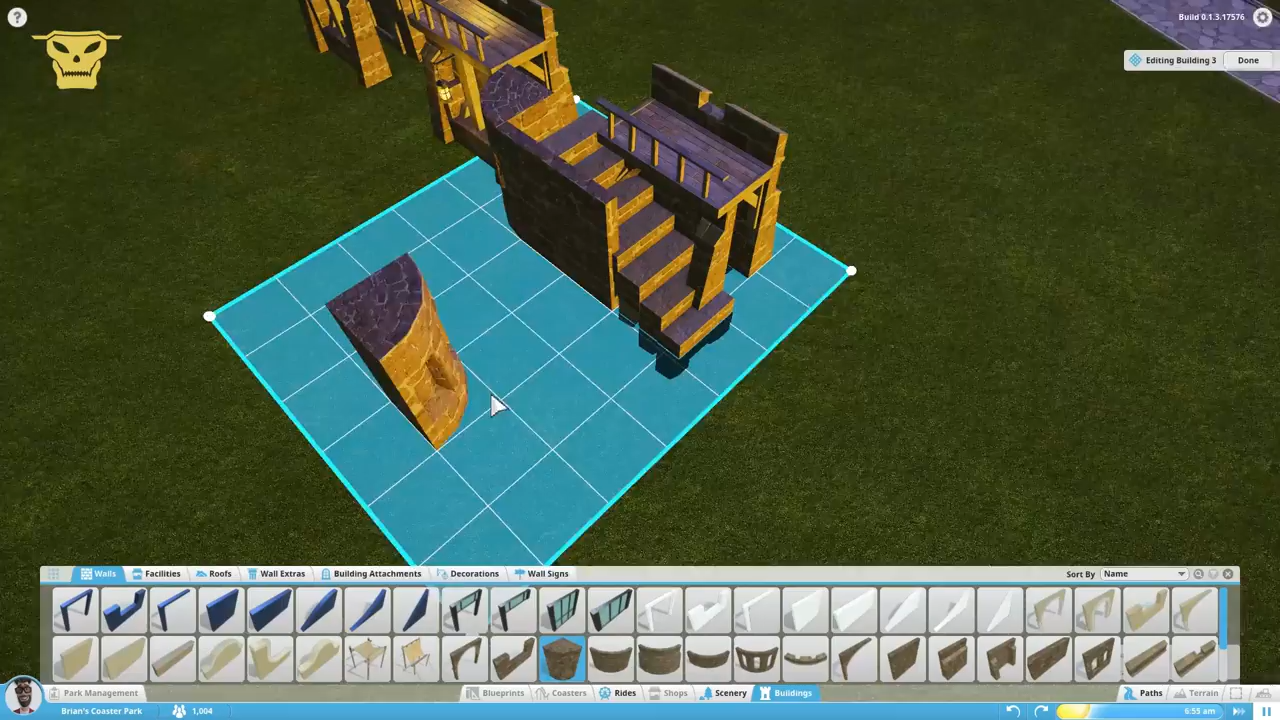 ?
Build 0.1.3.17576
Editing Building 3
Done
Walls
Facilities
Roofs
Wall Extras
Building Attachments
Decorations
Wall Signs
Sort By
Name
Park Management
Blueprints
Coasters
Rides
Shops
Scenery
Buildings
Paths
Terrain
Brian's Coaster Park
1,004
6:55 am